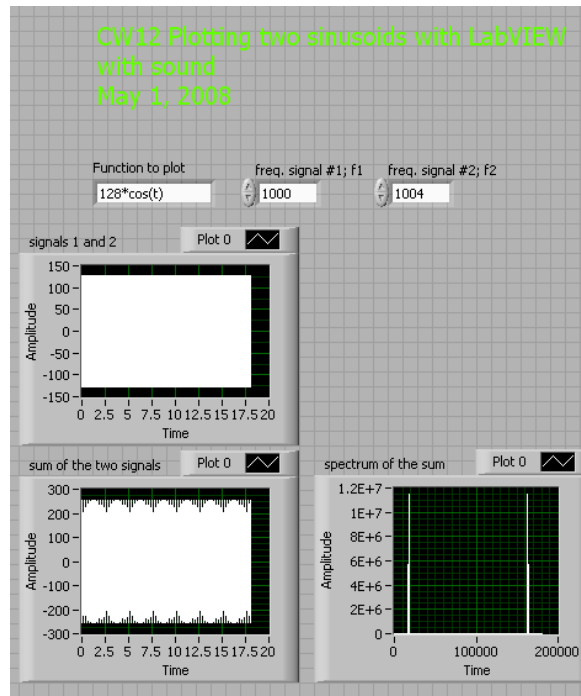 CW12 Plotting two sinusoids with LabVIEW
with sound
May 1, 2008
Function to plot
freq. signal #1; f1
freq. signal #2; f2
128*cos(t)
1000
1004
signals 1 and 2
Plot 0
Amplitude
150
100
50
0
-50
-100
-150
0 2.5 5 7.5 10 12.5 15 17.5 20
Time
sum of the two signals
Plot 0
Amplitude
300
200
100
0
-100
-200
-300
0 2.5 5 7.5 10 12.5 15 17.5 20
Time
spectrum of the sum
Plot 0
Amplitude
1.2E+7
1E+7
8E+6
6E+6
4E+6
2E+6
0
0 100000 200000
Time